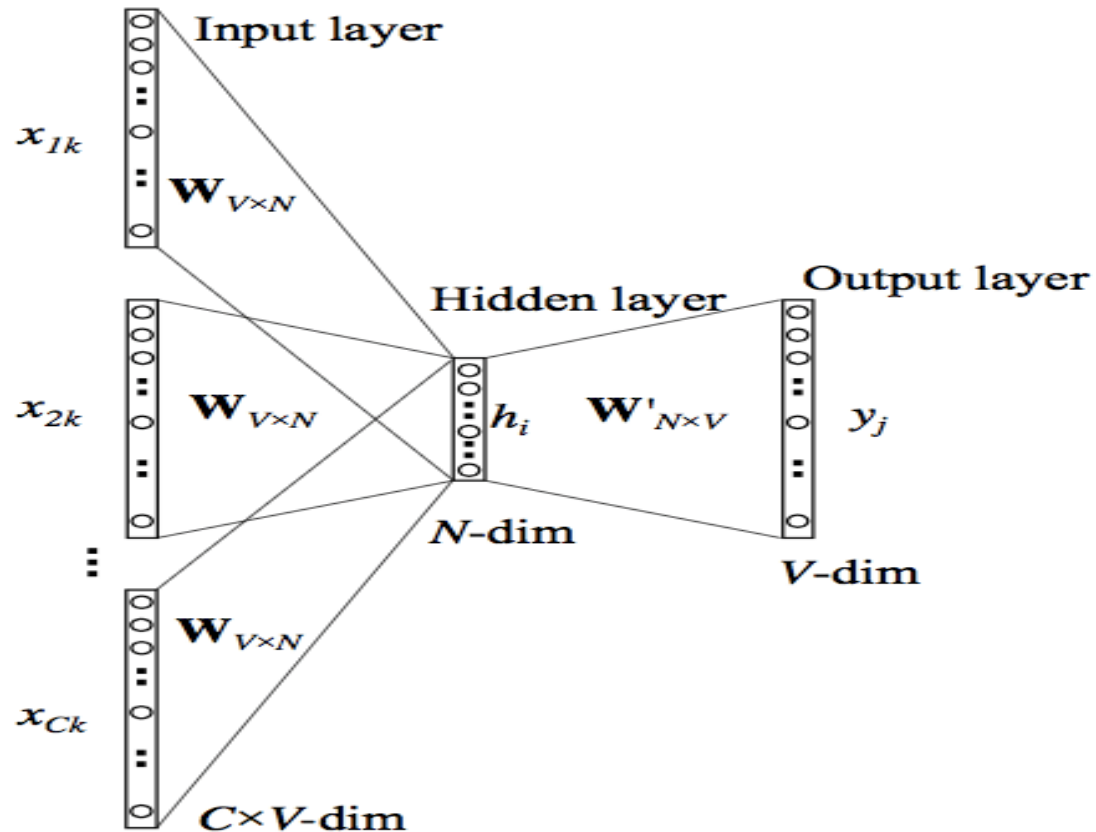 Input layer
x1k
WV×N
Hidden layer
Output layer
x2k
WV×N
hi
W'N×V
yj
N-dim
V-dim
WV×N
xCk
C×V-dim